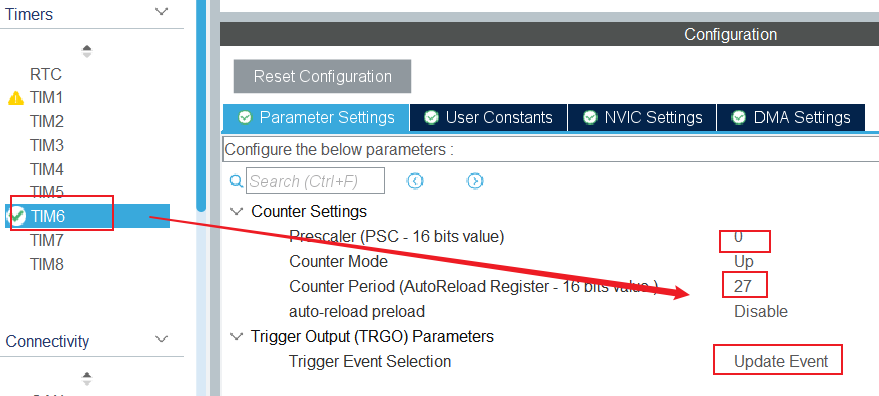 Timers
RTC
TIM1
TIM2
TIM3
TIM4
TIM5
TIM6
TIM7
TIM8
Connectivity
Configuration
Reset Configuration
Parameter Settings
User Constants
NVIC Settings
DMA Settings
Configure the below parameters :
Search (Ctrl+F)
Counter Settings
Prescaler (PSC - 16 bits value) 0
Counter Mode Up
Counter Period (AutoReload Register - 16 bits value ) 27
auto-reload preload Disable
Trigger Output (TRGO) Parameters
Trigger Event Selection Update Event